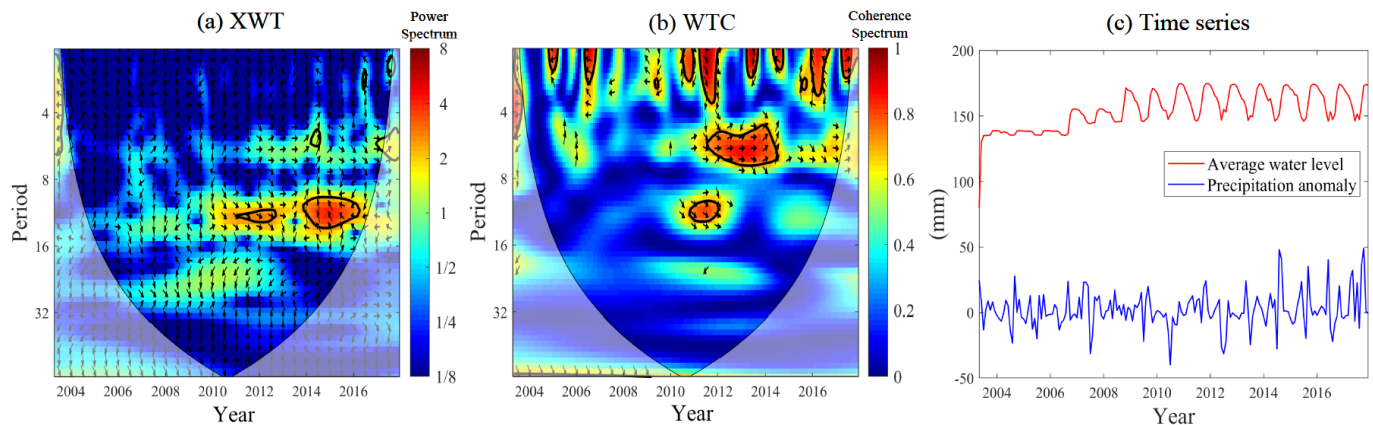 (a) XWT
Power
Spectrum
8
4
2
1
1/2
1/4
1/8
4
8
16
32
Period
2004 2006 2008 2010 2012 2014 2016
Year
(b) WTC
Coherence
Spectrum
1
0.8
0.6
0.4
0.2
0
4
8
16
32
Period
2004 2006 2008 2010 2012 2014 2016
Year
(c) Time series
200
150
100
50
0
-50
(mm)
Average water level
Precipitation anomaly
2004 2006 2008 2010 2012 2014 2016
Year